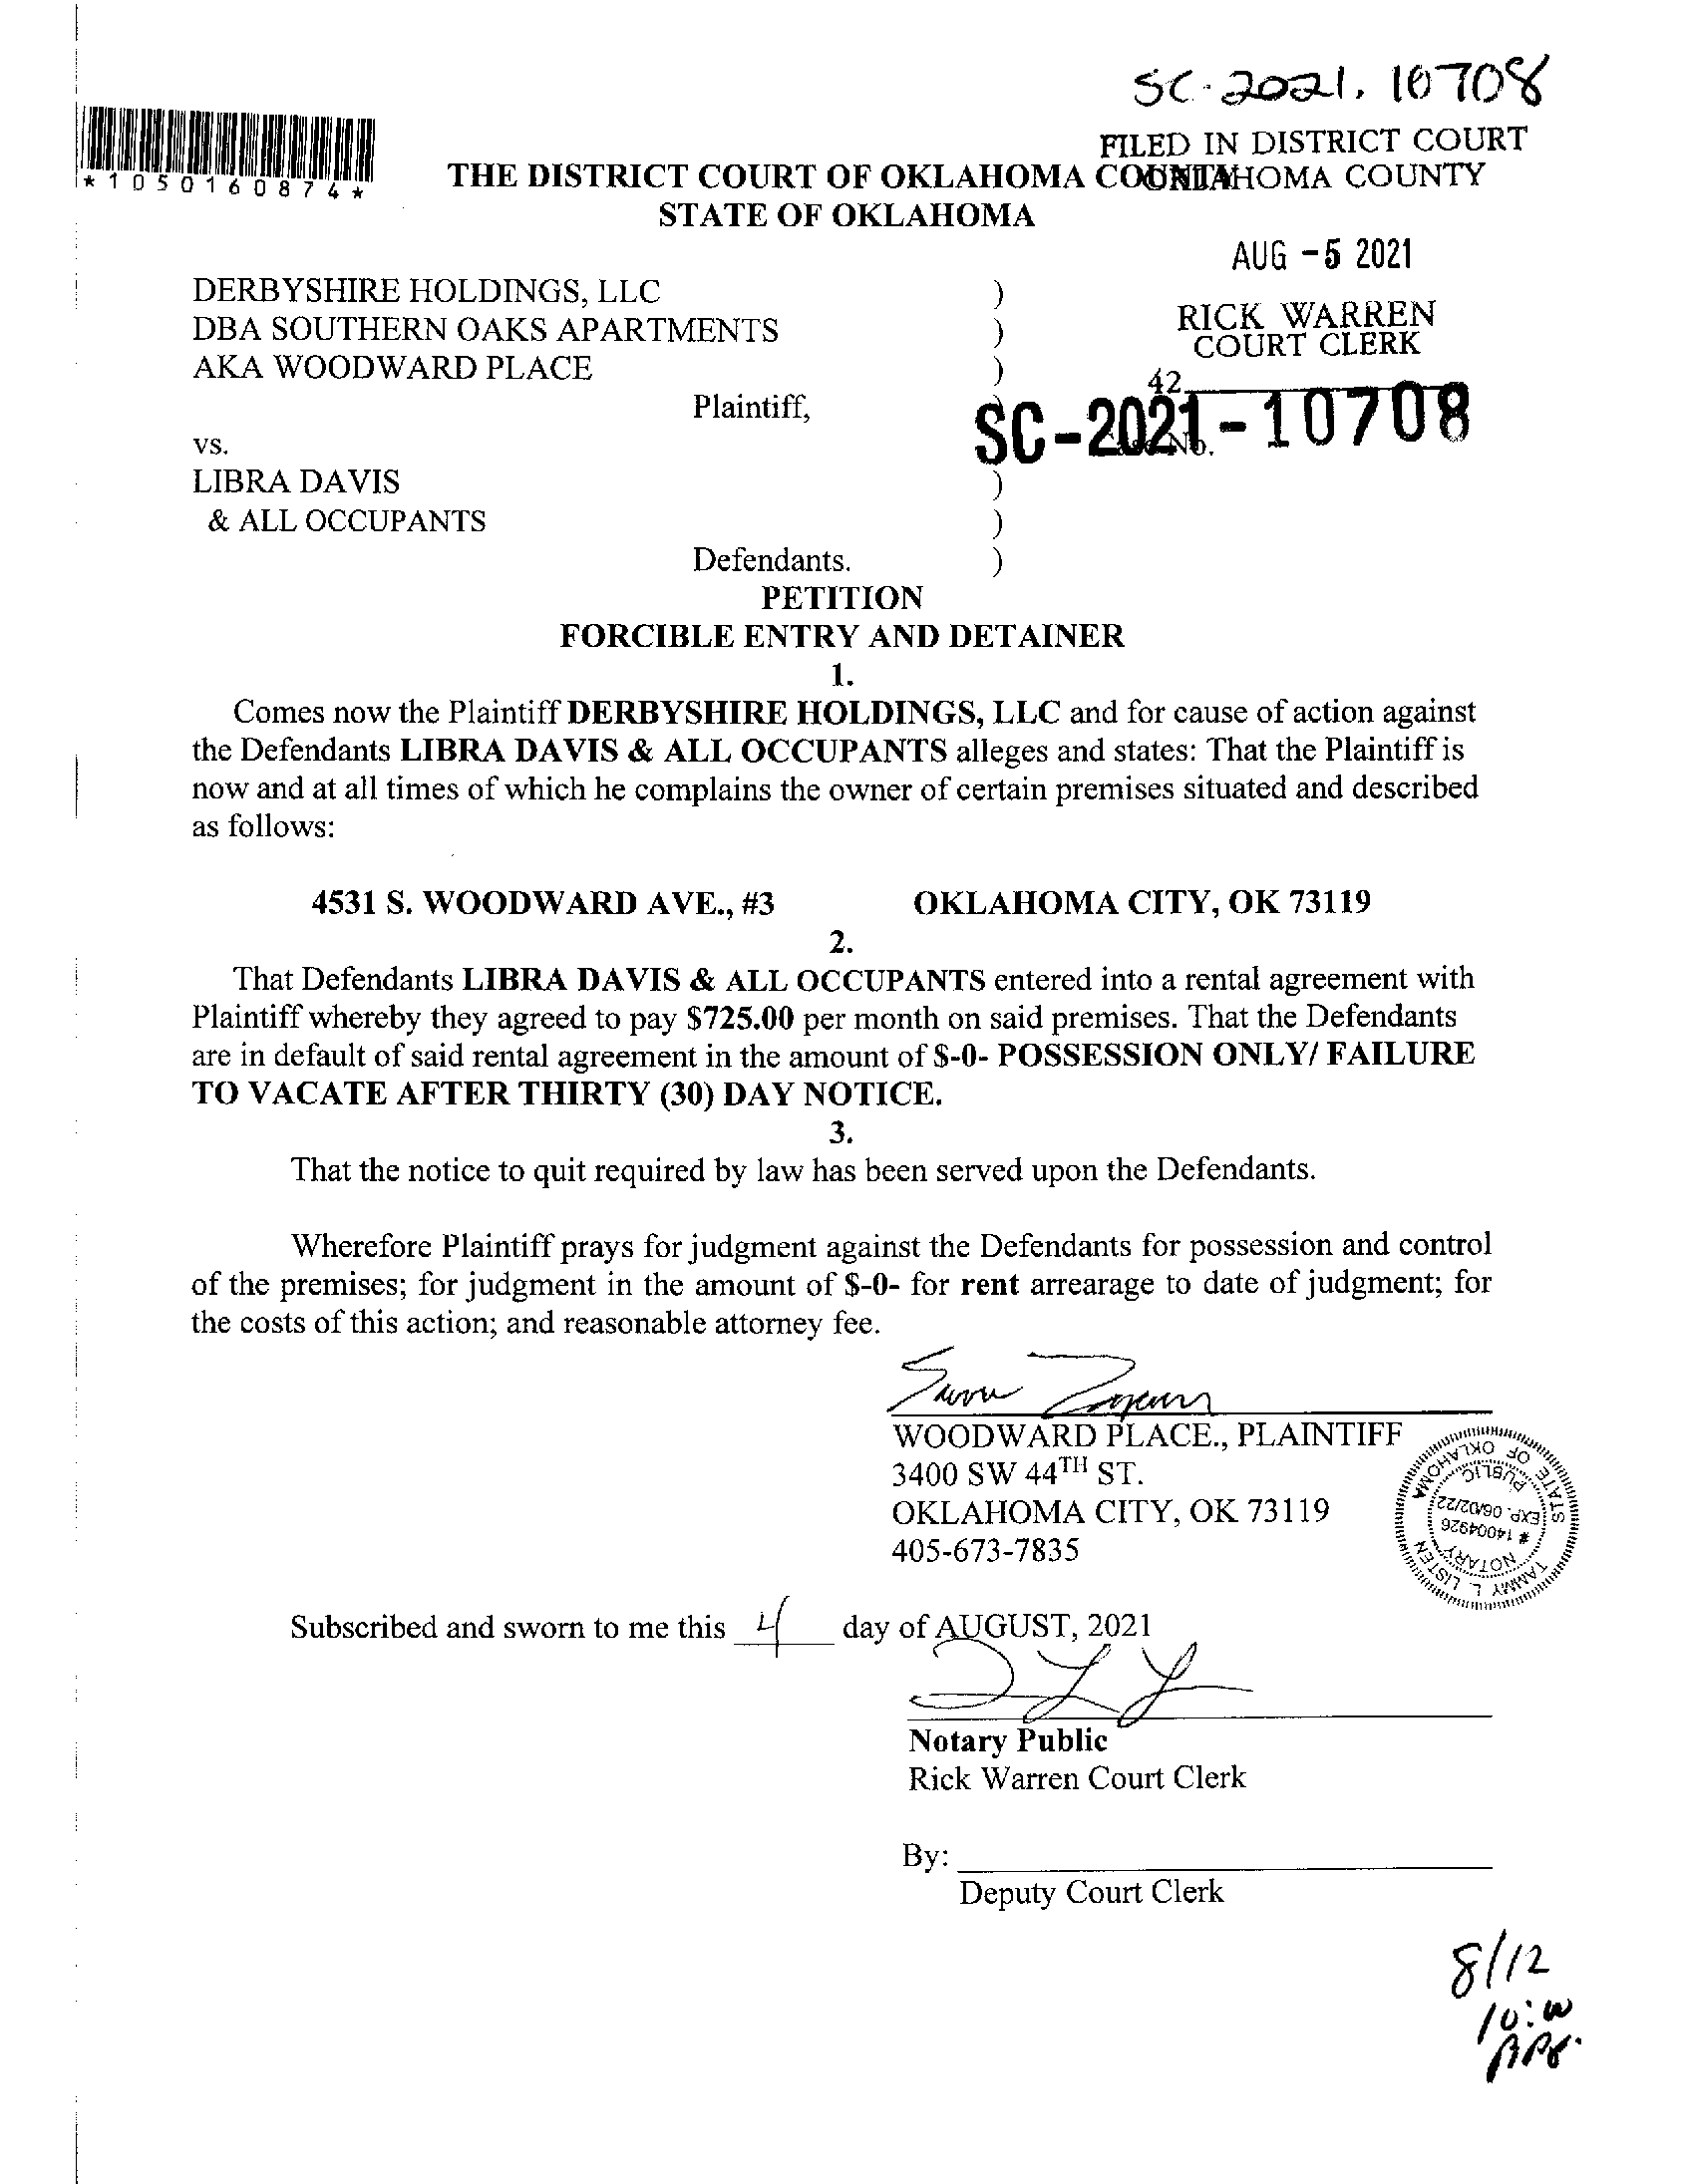 SC-2021.10708
FILED IN DISTRICT COURT
OKLAHOMA COUNTY
*1050160874*
THE DISTRICT COURT OF OKLAHOMA COUNTY
STATE OF OKLAHOMA
AUG -5 2021
DERBYSHIRE HOLDINGS, LLC )
DBA SOUTHERN OAKS APARTMENTS )
AKA WOODWARD PLACE )
RICK WARREN
COURT CLERK
42
Plaintiff, )
SC-2021-10708
vs. Case No.
LIBRA DAVIS )
& ALL OCCUPANTS )
Defendants. )
PETITION
FORCIBLE ENTRY AND DETAINER
1.
Comes now the Plaintiff DERBYSHIRE HOLDINGS, LLC and for cause of action against
the Defendants LIBRA DAVIS & ALL OCCUPANTS alleges and states: That the Plaintiff is
now and at all times of which he complains the owner of certain premises situated and described
as follows:
4531 S. WOODWARD AVE., #3 OKLAHOMA CITY, OK 73119
2.
That Defendants LIBRA DAVIS & ALL OCCUPANTS entered into a rental agreement with
Plaintiff whereby they agreed to pay $725.00 per month on said premises. That the Defendants
are in default of said rental agreement in the amount of $-0- POSSESSION ONLY/ FAILURE
TO VACATE AFTER THIRTY (30) DAY NOTICE.
3.
That the notice to quit required by law has been served upon the Defendants.
Wherefore Plaintiff prays for judgment against the Defendants for possession and control
of the premises; for judgment in the amount of $-0- for rent arrearage to date of judgment; for
the costs of this action; and reasonable attorney fee.
WOODWARD PLACE., PLAINTIFF
3400 SW 44TH ST.
OKLAHOMA CITY, OK 73119
405-673-7835
TAMMY L LISTEN
NOTARY
# 14004926
EXP. 06/02/22
PUBLIC
STATE OF OKLAHOMA
Subscribed and sworn to me this 4 day of AUGUST, 2021
Notary Public
Rick Warren Court Clerk
By:
Deputy Court Clerk
8/12